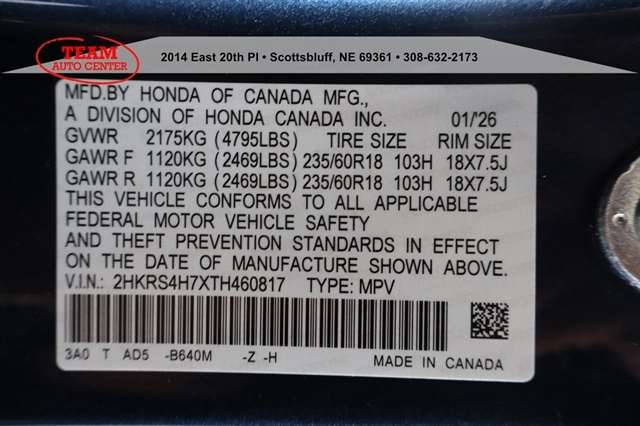 TEAM
AUTO CENTER
2014 East 20th Pl • Scottsbluff, NE 69361 • 308-632-2173
MFD.BY HONDA OF CANADA MFG.,
A DIVISION OF HONDA CANADA INC. 01/'26
GVWR 2175KG (4795LBS) TIRE SIZE RIM SIZE
GAWR F 1120KG (2469LBS) 235/60R18 103H 18X7.5J
GAWR R 1120KG (2469LBS) 235/60R18 103H 18X7.5J
THIS VEHICLE CONFORMS TO ALL APPLICABLE
FEDERAL MOTOR VEHICLE SAFETY
AND THEFT PREVENTION STANDARDS IN EFFECT
ON THE DATE OF MANUFACTURE SHOWN ABOVE.
V.I.N.: 2HKRS4H7XTH460817 TYPE: MPV
3A0 T AD5 -B640M -Z -H MADE IN CANADA